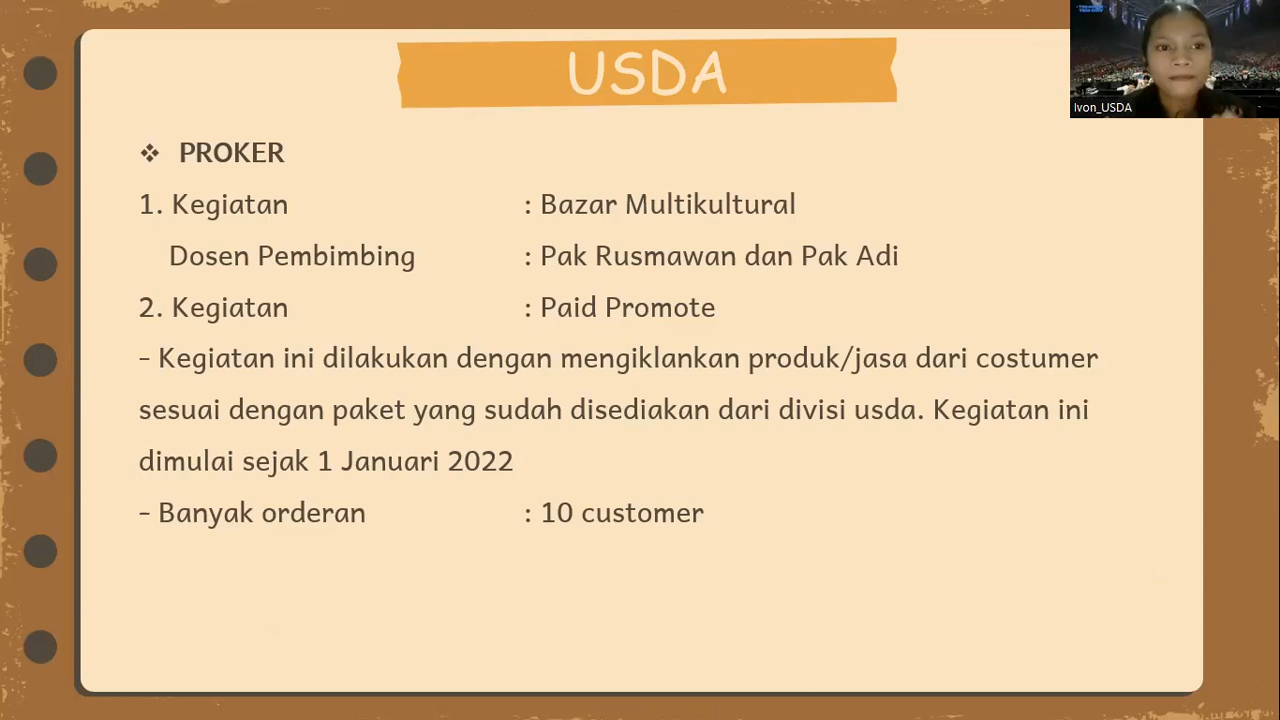 USDA
Ivon_USDA
❖ PROKER
1. Kegiatan : Bazar Multikultural
Dosen Pembimbing : Pak Rusmawan dan Pak Adi
2. Kegiatan : Paid Promote
- Kegiatan ini dilakukan dengan mengiklankan produk/jasa dari costumer
sesuai dengan paket yang sudah disediakan dari divisi usda. Kegiatan ini
dimulai sejak 1 Januari 2022
- Banyak orderan : 10 customer